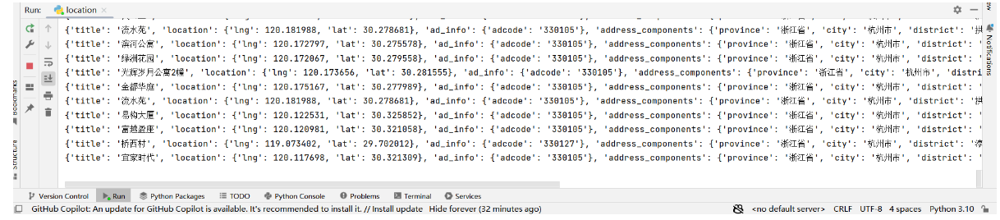 Run: location
{'title': '流水苑', 'location': {'lng': 120.181988, 'lat': 30.278681}, 'ad_info': {'adcode': '330105'}, 'address_components': {'province': '浙江省', 'city': '杭州市', 'district': '拱
{'title': '滨河公寓', 'location': {'lng': 120.172797, 'lat': 30.275578}, 'ad_info': {'adcode': '330105'}, 'address_components': {'province': '浙江省', 'city': '杭州市', 'district':
{'title': '绿洲花园', 'location': {'lng': 120.172067, 'lat': 30.279558}, 'ad_info': {'adcode': '330105'}, 'address_components': {'province': '浙江省', 'city': '杭州市', 'district':
{'title': '光辉岁月公寓2幢', 'location': {'lng': 120.173656, 'lat': 30.281555}, 'ad_info': {'adcode': '330105'}, 'address_components': {'province': '浙江省', 'city': '杭州市', 'distri
{'title': '金都华庭', 'location': {'lng': 120.175167, 'lat': 30.277989}, 'ad_info': {'adcode': '330105'}, 'address_components': {'province': '浙江省', 'city': '杭州市', 'district':
{'title': '流水苑', 'location': {'lng': 120.181988, 'lat': 30.278681}, 'ad_info': {'adcode': '330105'}, 'address_components': {'province': '浙江省', 'city': '杭州市', 'district': '拱
{'title': '易构大厦', 'location': {'lng': 120.122531, 'lat': 30.325852}, 'ad_info': {'adcode': '330105'}, 'address_components': {'province': '浙江省', 'city': '杭州市', 'district':
{'title': '富越盈座', 'location': {'lng': 120.120981, 'lat': 30.321058}, 'ad_info': {'adcode': '330105'}, 'address_components': {'province': '浙江省', 'city': '杭州市', 'district':
{'title': '桥西村', 'location': {'lng': 119.073402, 'lat': 29.702012}, 'ad_info': {'adcode': '330127'}, 'address_components': {'province': '浙江省', 'city': '杭州市', 'district': '淳
{'title': '宜家时代', 'location': {'lng': 120.117698, 'lat': 30.321309}, 'ad_info': {'adcode': '330105'}, 'address_components': {'province': '浙江省', 'city': '杭州市', 'district':
Bookmarks
Structure
Notifications
Version Control Run Python Packages TODO Python Console Problems Terminal Services
GitHub Copilot: An update for GitHub Copilot is available. It's recommended to install it. // Install update Hide forever (32 minutes ago) <no default server> CRLF UTF-8 4 spaces Python 3.10